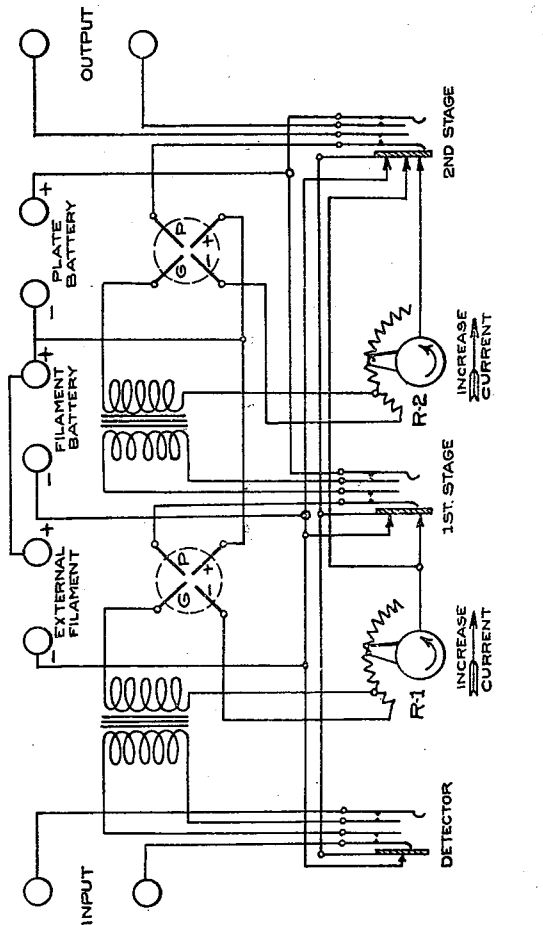 INPUT
- EXTERNAL +
FILAMENT
- FILAMENT +
BATTERY
- PLATE +
BATTERY
OUTPUT
G P
- +
G P
- +
R-1
INCREASE
CURRENT
R-2
INCREASE
CURRENT
DETECTOR
1ST. STAGE
2ND STAGE